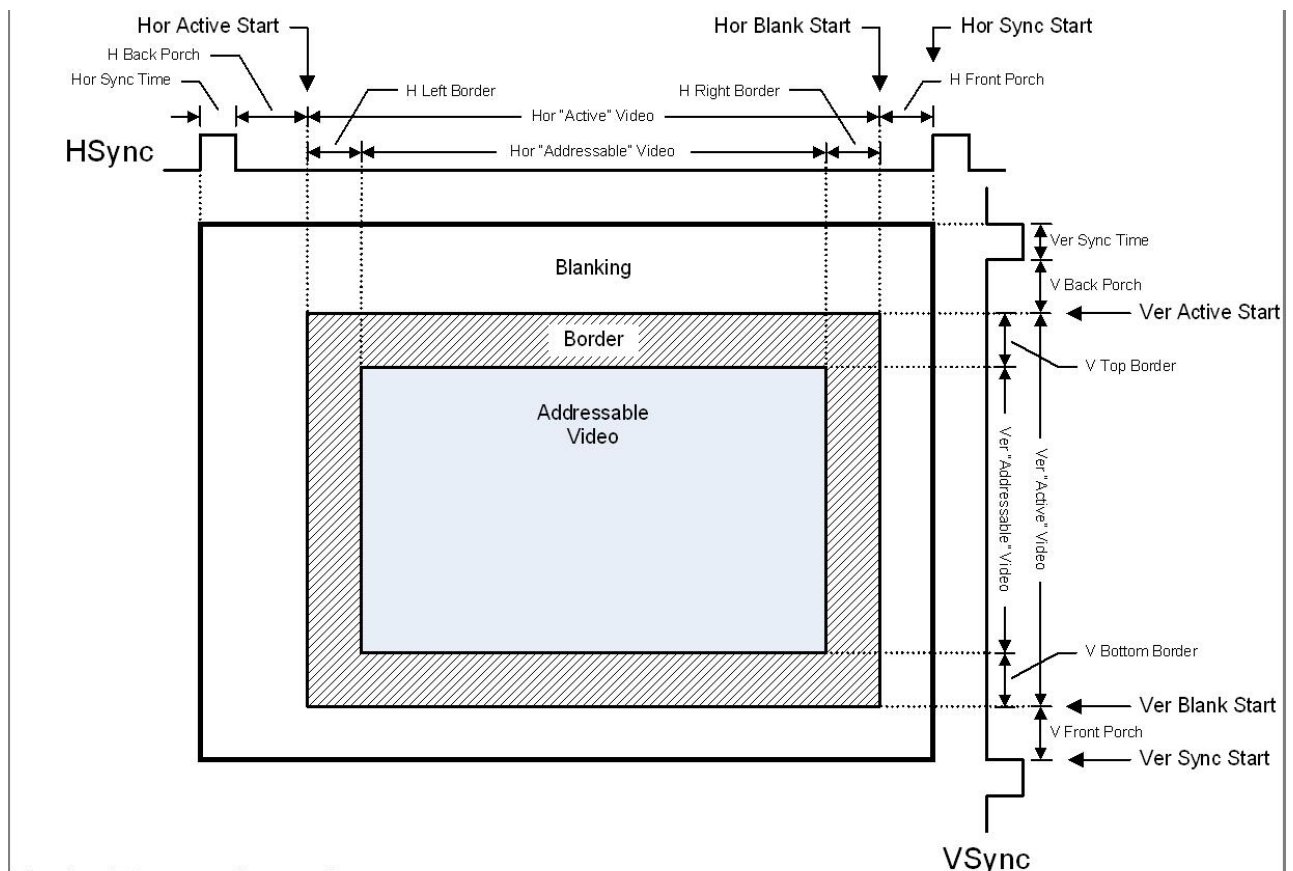 Hor Active Start
Hor Blank Start
Hor Sync Start
H Back Porch
Hor Sync Time
H Left Border
H Right Border
H Front Porch
Hor "Active" Video
HSync
Hor "Addressable" Video
Ver Sync Time
Blanking
V Back Porch
Ver Active Start
Border
V Top Border
Addressable
Video
Ver "Addressable" Video
Ver "Active" Video
V Bottom Border
Ver Blank Start
V Front Porch
Ver Sync Start
VSync